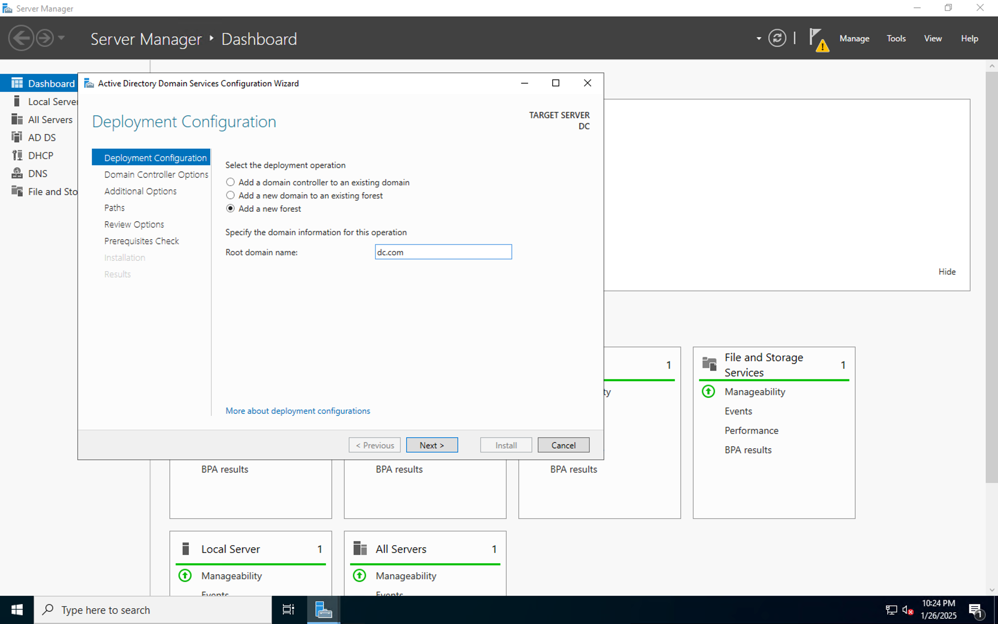 Server Manager
Server Manager ‣ Dashboard
Manage Tools View Help
Dashboard
Local Server
All Servers
AD DS
DHCP
DNS
File and Sto
Active Directory Domain Services Configuration Wizard
Deployment Configuration
TARGET SERVER
DC
Deployment Configuration
Domain Controller Options
Additional Options
Paths
Review Options
Prerequisites Check
Installation
Results
Select the deployment operation
Add a domain controller to an existing domain
Add a new domain to an existing forest
Add a new forest
Specify the domain information for this operation
Root domain name: dc.com
More about deployment configurations
< Previous Next > Install Cancel
Hide
1
ty
File and Storage
Services 1
Manageability
Events
Performance
BPA results
BPA results
BPA results
BPA results
Local Server 1
Manageability
Events
All Servers 1
Manageability
Events
Type here to search
10:24 PM
1/26/2025
1